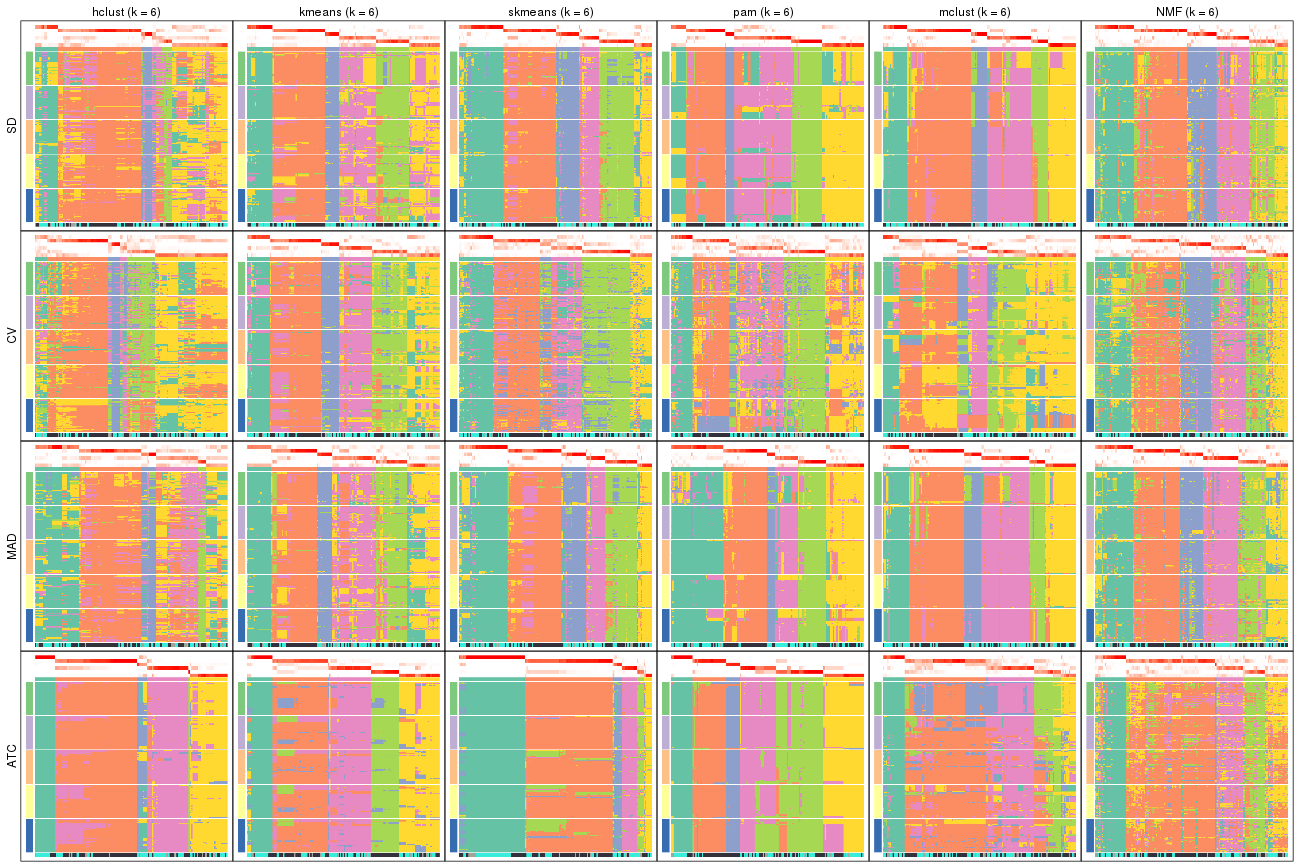 hclust (k = 6)
kmeans (k = 6)
skmeans (k = 6)
pam (k = 6)
mclust (k = 6)
NMF (k = 6)
SD
CV
MAD
ATC